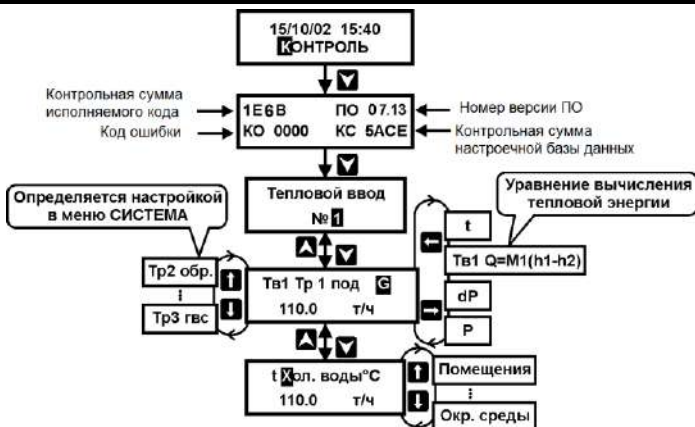 15/10/02 15:40
КОНТРОЛЬ
Контрольная сумма
исполняемого кода
Код ошибки
1E6B ПО 07.13
КО 0000 КС 5ACE
Номер версии ПО
Контрольная сумма
настроечной базы данных
Тепловой ввод
№ 1
Определяется настройкой
в меню СИСТЕМА
Уравнение вычисления
тепловой энергии
t
Тв1 Q=M1(h1-h2)
dP
P
Тр2 обр.
Тр3 гвс
Тв1 Тр 1 под G
110.0 т/ч
t Хол. воды°C
110.0 т/ч
Помещения
Окр. среды